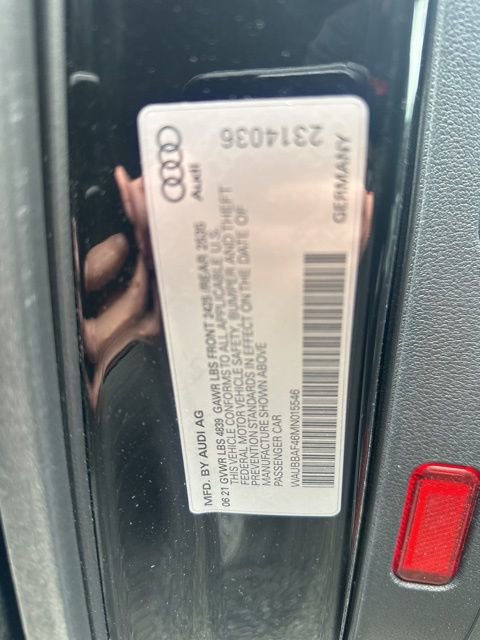 2314036
Audi
GERMANY
MFD. BY AUDI AG
06 21 GVWR LBS 4839 GAWR LBS FRONT 2425 /REAR 2525
THIS VEHICLE CONFORMS TO ALL APPLICABLE U.S.
FEDERAL MOTOR VEHICLE SAFETY, BUMPER AND THEFT
PREVENTION STANDARDS IN EFFECT ON THE DATE OF
MANUFACTURE SHOWN ABOVE
PASSENGER CAR
WAUBBAF46MN015546